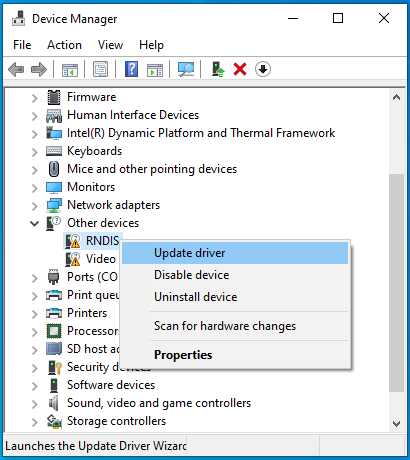 Device Manager
File Action View Help
Firmware
Human Interface Devices
Intel(R) Dynamic Platform and Thermal Framework
Keyboards
Mice and other pointing devices
Monitors
Network adapters
Other devices
RNDIS
Video
Ports (CO
Print queu
Printers
Processors
SD host ad
Security devices
Software devices
Sound, video and game controllers
Storage controllers
Update driver
Disable device
Uninstall device
Scan for hardware changes
Properties
Launches the Update Driver Wizard